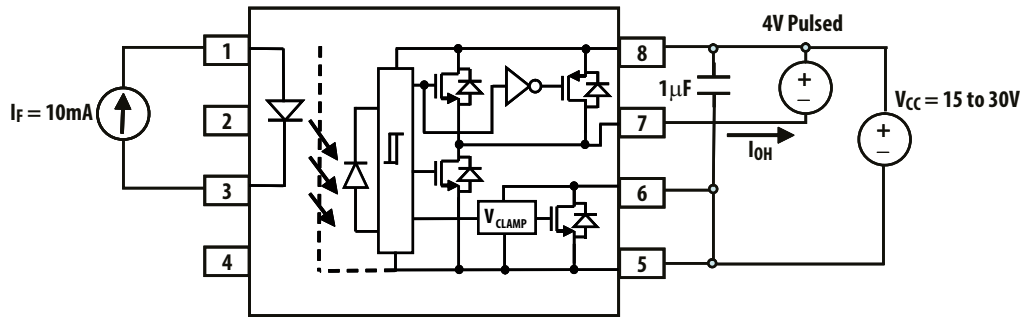 4V Pulsed
1
8
1μF
+
−
I_F = 10mA
2
7
V_CC = 15 to 30V
+
−
I_OH
3
6
V_CLAMP
4
5